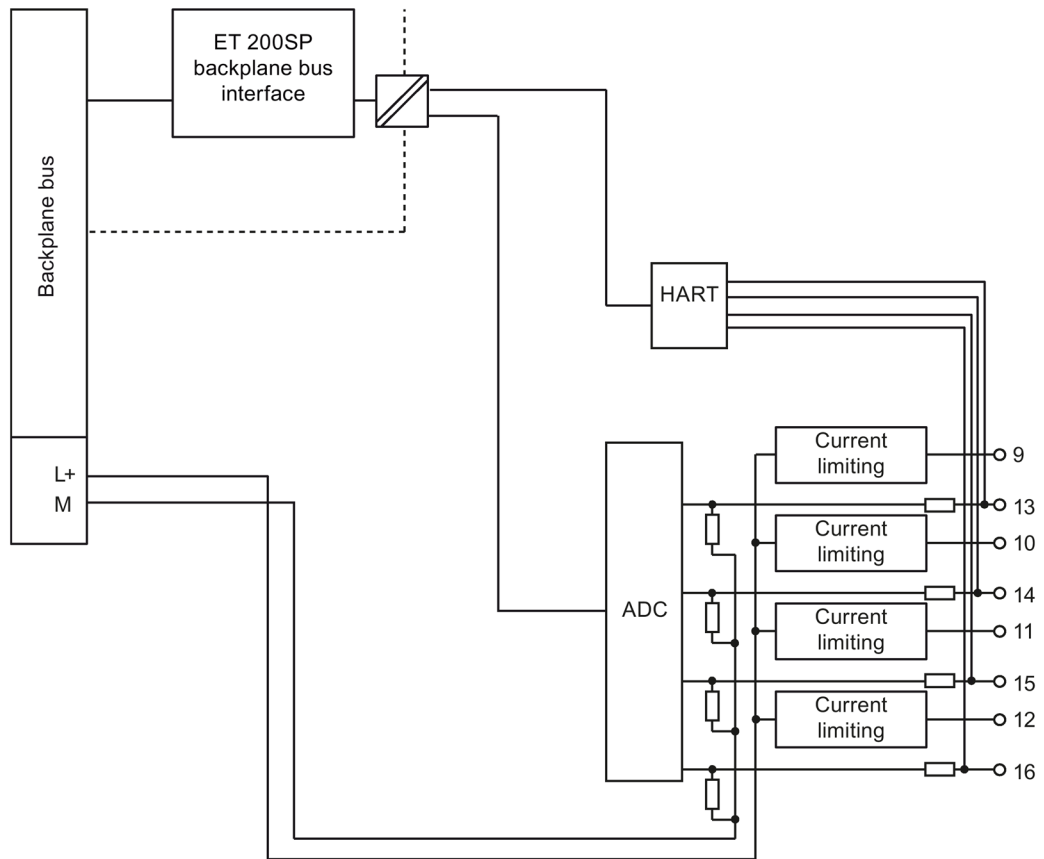 ET 200SP
backplane bus
interface
Backplane bus
HART
L+
M
ADC
Current
limiting
9
13
Current
limiting
10
14
Current
limiting
11
15
Current
limiting
12
16